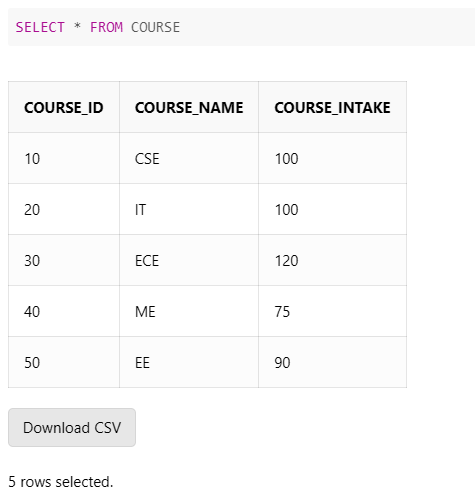 SELECT * FROM COURSE
COURSE_ID COURSE_NAME COURSE_INTAKE
10 CSE 100
20 IT 100
30 ECE 120
40 ME 75
50 EE 90
Download CSV
5 rows selected.